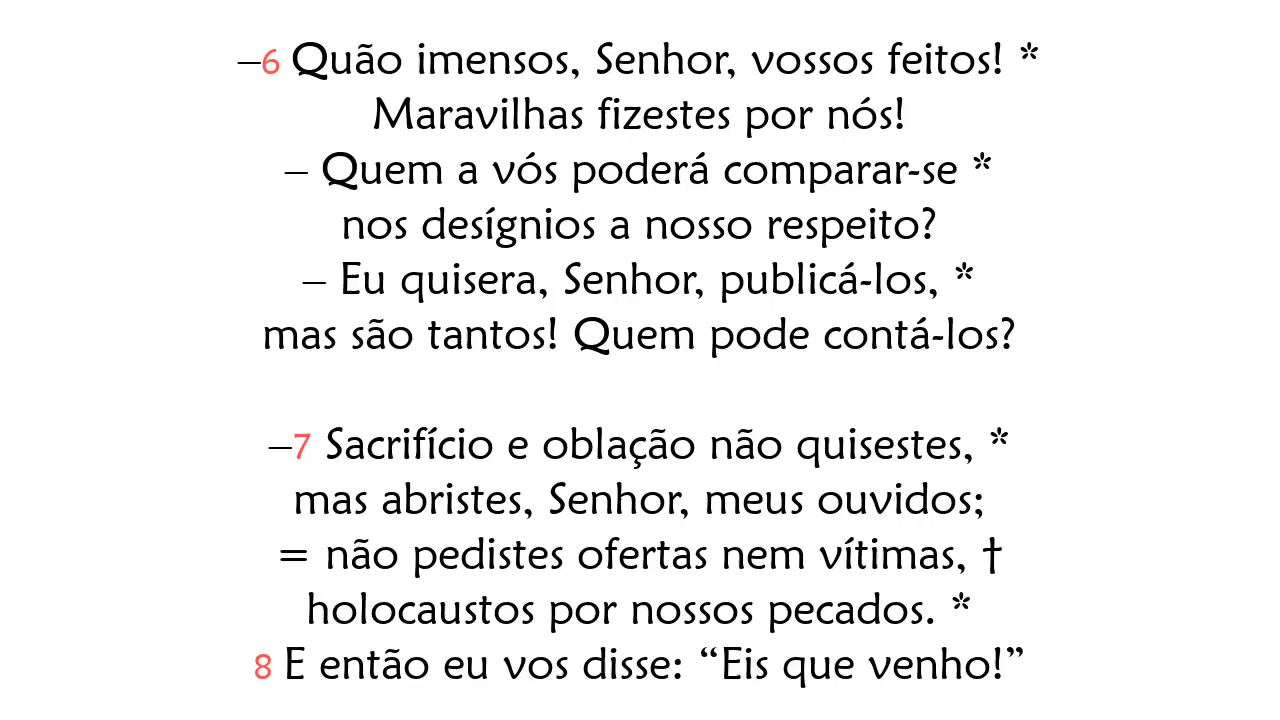 –6 Quão imensos, Senhor, vossos feitos! *
Maravilhas fizestes por nós!
– Quem a vós poderá comparar-se *
nos desígnios a nosso respeito?
– Eu quisera, Senhor, publicá-los, *
mas são tantos! Quem pode contá-los?
–7 Sacrifício e oblação não quisestes, *
mas abristes, Senhor, meus ouvidos;
= não pedistes ofertas nem vítimas, †
holocaustos por nossos pecados. *
8 E então eu vos disse: “Eis que venho!”